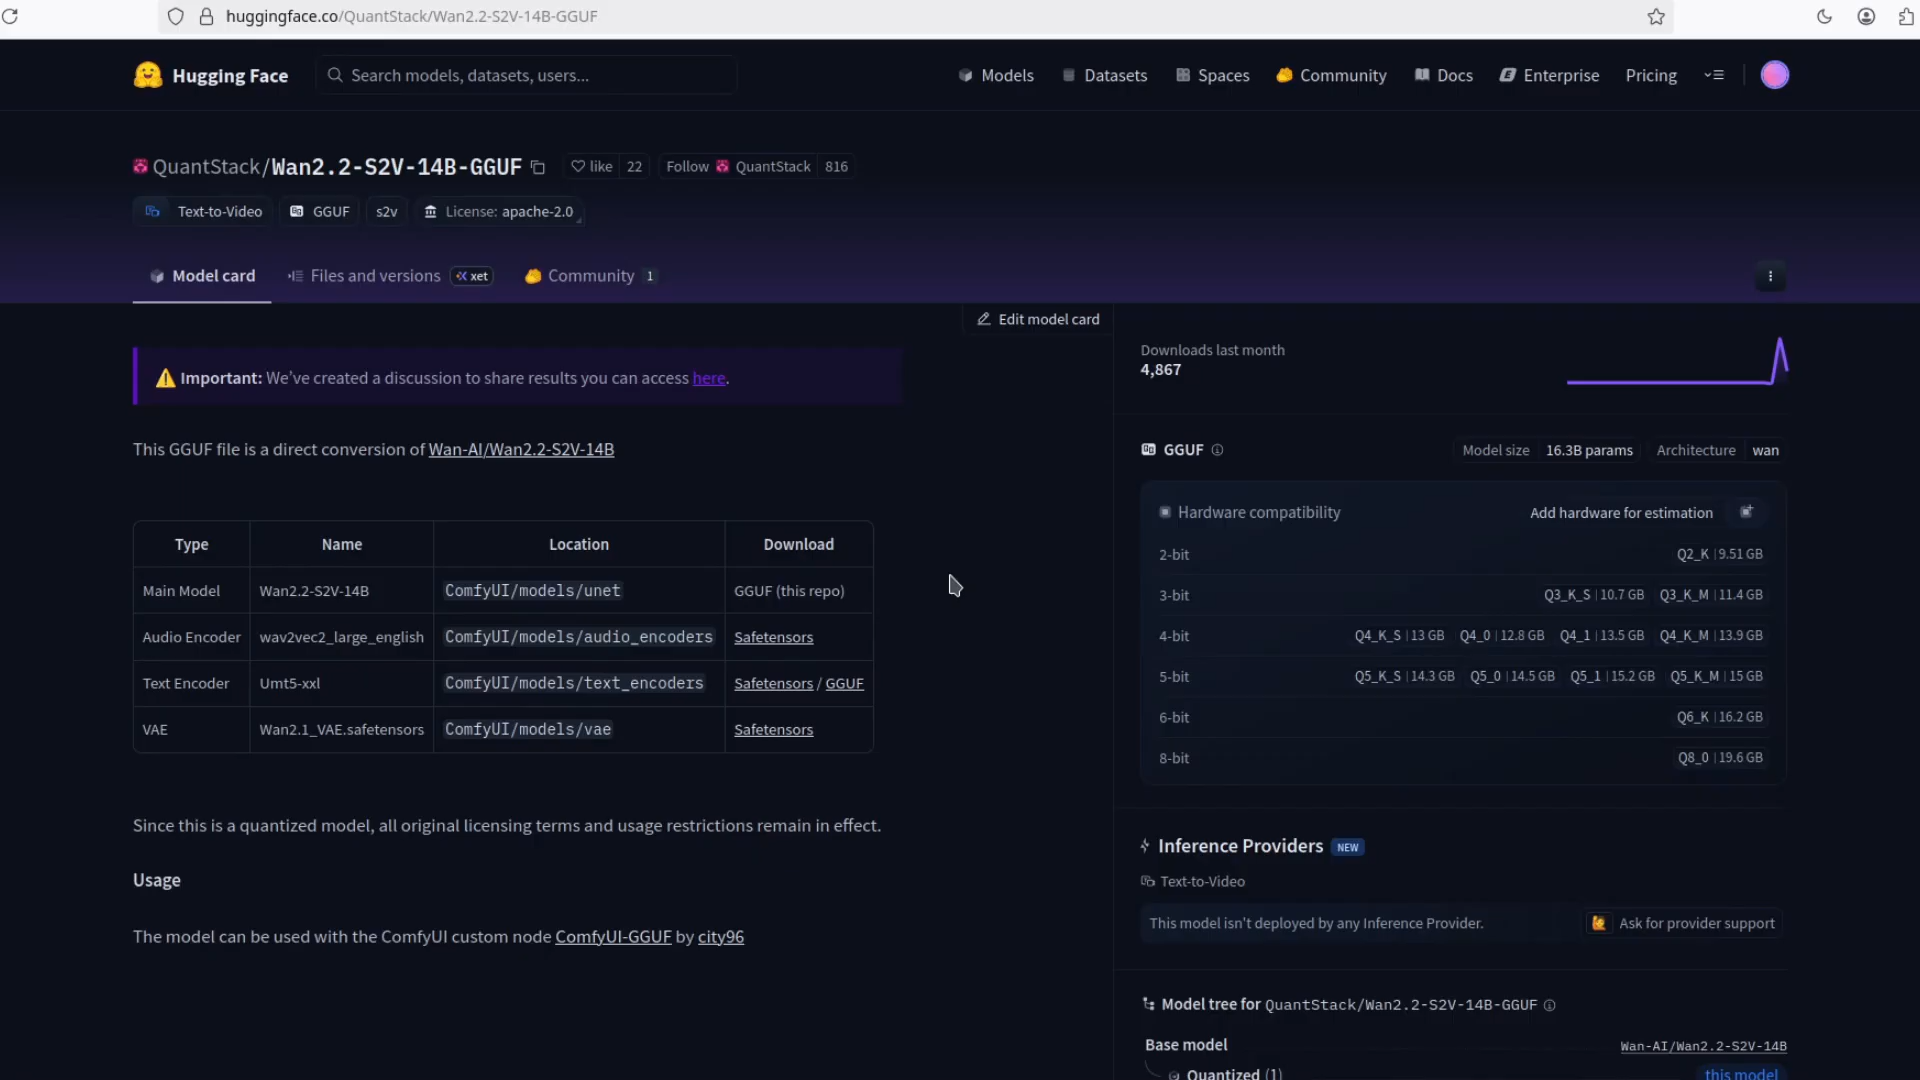 huggingface.co/QuantStack/Wan2.2-S2V-14B-GGUF
Hugging Face
Search models, datasets, users...
Models
Datasets
Spaces
Community
Docs
Enterprise
Pricing
QuantStack/Wan2.2-S2V-14B-GGUF
like 22
Follow QuantStack 816
Text-to-Video
GGUF
s2v
License: apache-2.0
Model card
Files and versions xet
Community 1
Edit model card
⚠️ Important: We've created a discussion to share results you can access here.
This GGUF file is a direct conversion of Wan-AI/Wan2.2-S2V-14B
Type Name Location Download
Main Model Wan2.2-S2V-14B ComfyUI/models/unet GGUF (this repo)
Audio Encoder wav2vec2_large_english ComfyUI/models/audio_encoders Safetensors
Text Encoder Umt5-xxl ComfyUI/models/text_encoders Safetensors / GGUF
VAE Wan2.1_VAE.safetensors ComfyUI/models/vae Safetensors
Since this is a quantized model, all original licensing terms and usage restrictions remain in effect.
Usage
The model can be used with the ComfyUI custom node ComfyUI-GGUF by city96
Downloads last month
4,867
GGUF Model size 16.3B params Architecture wan
Hardware compatibility Add hardware for estimation
2-bit Q2_K | 9.51 GB
3-bit Q3_K_S | 10.7 GB Q3_K_M | 11.4 GB
4-bit Q4_K_S | 13 GB Q4_0 | 12.8 GB Q4_1 | 13.5 GB Q4_K_M | 13.9 GB
5-bit Q5_K_S | 14.3 GB Q5_0 | 14.5 GB Q5_1 | 15.2 GB Q5_K_M | 15 GB
6-bit Q6_K | 16.2 GB
8-bit Q8_0 | 19.6 GB
Inference Providers NEW
Text-to-Video
This model isn't deployed by any Inference Provider. Ask for provider support
Model tree for QuantStack/Wan2.2-S2V-14B-GGUF
Base model Wan-AI/Wan2.2-S2V-14B
Quantized (1) this model